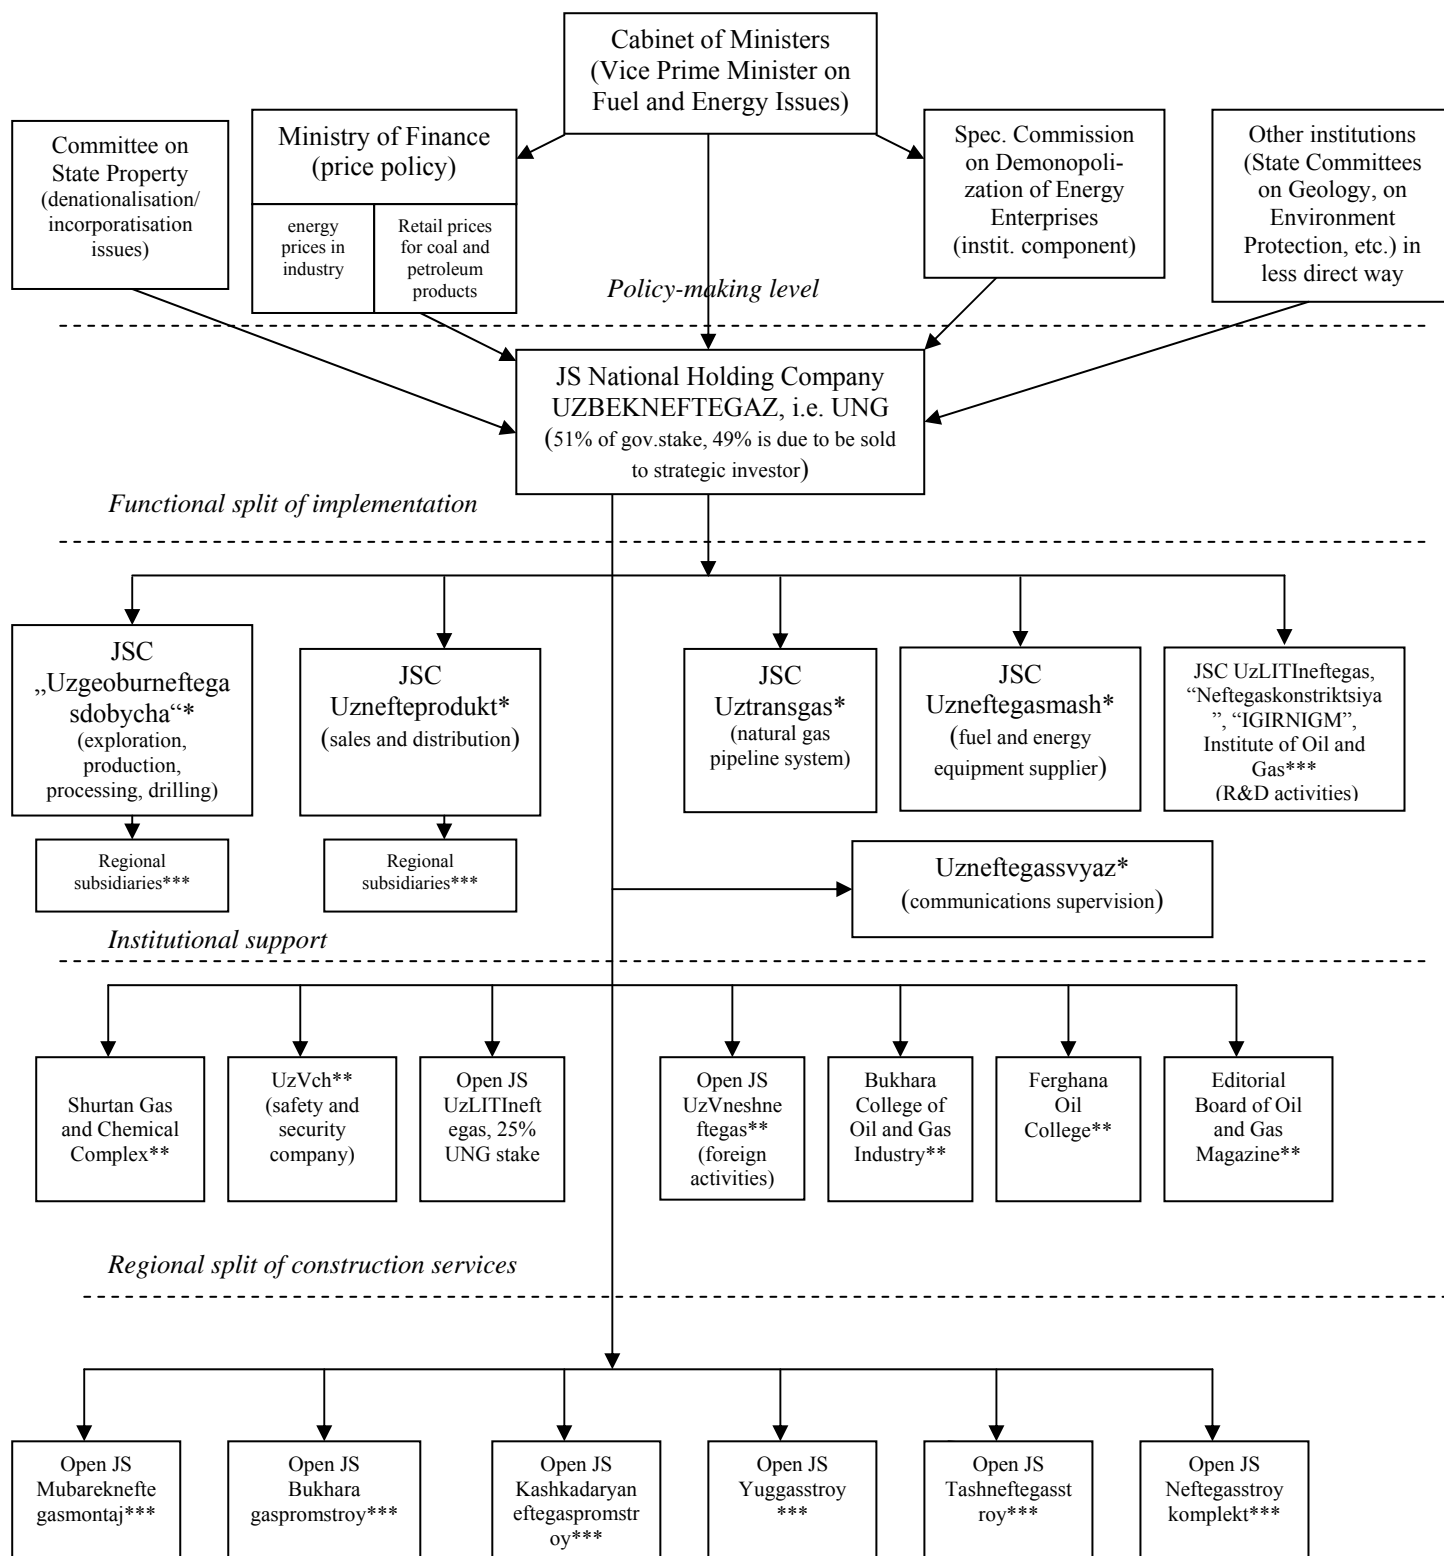 Cabinet of Ministers
(Vice Prime Minister on
Fuel and Energy Issues)
Committee on
State Property
(denationalisation/
incorporatisation
issues)
Ministry of Finance
(price policy)
energy
prices in
industry
Retail prices
for coal and
petroleum
products
Spec. Commission
on Demonopoli-
zation of Energy
Enterprises
(instit. component)
Other institutions
(State Committees
on Geology, on
Environment
Protection, etc.) in
less direct way
Policy-making level
JS National Holding Company
UZBEKNEFTEGAZ, i.e. UNG
(51% of gov.stake, 49% is due to be sold
to strategic investor)
Functional split of implementation
JSC
„Uzgeoburneftega
sdobycha“*
(exploration,
production,
processing, drilling)
JSC
Uznefteprodukt*
(sales and distribution)
JSC
Uztransgas*
(natural gas
pipeline system)
JSC
Uzneftegasmash*
(fuel and energy
equipment supplier)
JSC UzLITIneftegas,
“Neftegaskonstriktsiya
”, “IGIRNIGM”,
Institute of Oil and
Gas***
(R&D activities)
Regional
subsidiaries***
Regional
subsidiaries***
Uzneftegassvyaz*
(communications supervision)
Institutional support
Shurtan Gas
and Chemical
Complex**
UzVch**
(safety and
security
company)
Open JS
UzLITIneft
egas, 25%
UNG stake
Open JS
UzVneshne
ftegas**
(foreign
activities)
Bukhara
College of
Oil and Gas
Industry**
Ferghana
Oil
College**
Editorial
Board of Oil
and Gas
Magazine**
Regional split of construction services
Open JS
Mubareknefte
gasmontaj***
Open JS
Bukhara
gaspromstroy***
Open JS
Kashkadaryan
eftegaspromstr
oy***
Open JS
Yuggasstroy
***
Open JS
Tashneftegasst
roy***
Open JS
Neftegasstroy
komplekt***